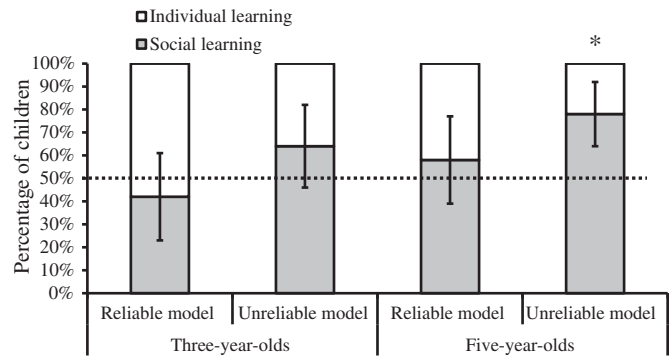 Individual learning
Social learning
*
100%
90%
80%
70%
60%
50%
40%
30%
20%
10%
0%
Percentage of children
Reliable model Unreliable model Reliable model Unreliable model
Three-year-olds Five-year-olds